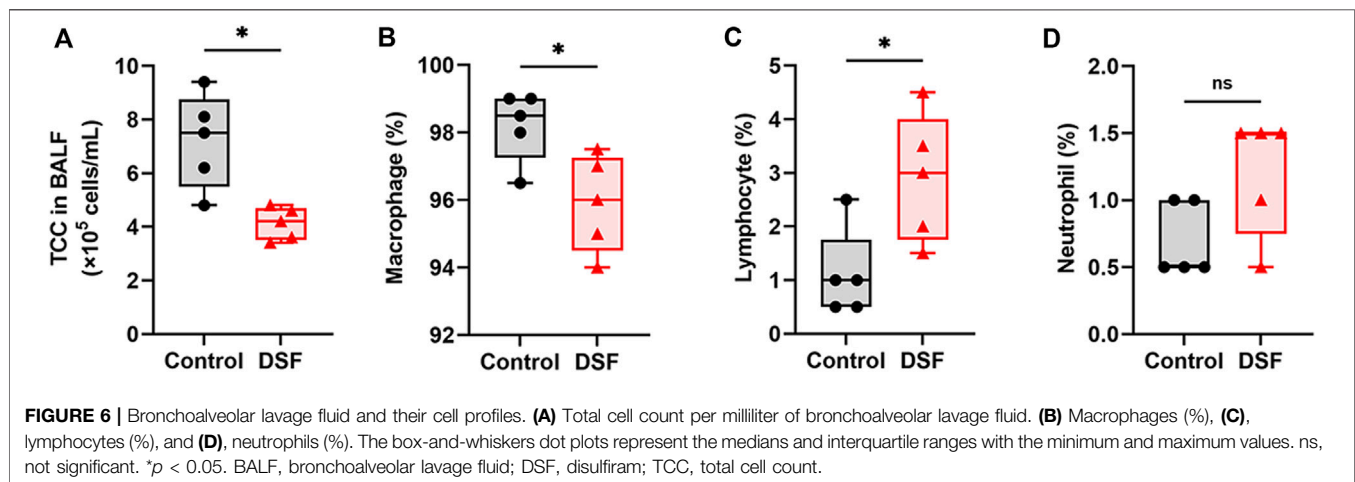 A
*
TCC in BALF
(×10⁵ cells/mL)
10
8
6
4
2
0
Control DSF
B
*
Macrophage (%)
100
98
96
94
92
Control DSF
C
*
Lymphocyte (%)
5
4
3
2
1
0
Control DSF
D
ns
Neutrophil (%)
2.0
1.5
1.0
0.5
0.0
Control DSF
FIGURE 6 | Bronchoalveolar lavage fluid and their cell profiles. (A) Total cell count per milliliter of bronchoalveolar lavage fluid. (B) Macrophages (%), (C),
lymphocytes (%), and (D), neutrophils (%). The box-and-whiskers dot plots represent the medians and interquartile ranges with the minimum and maximum values. ns,
not significant. *p < 0.05. BALF, bronchoalveolar lavage fluid; DSF, disulfiram; TCC, total cell count.